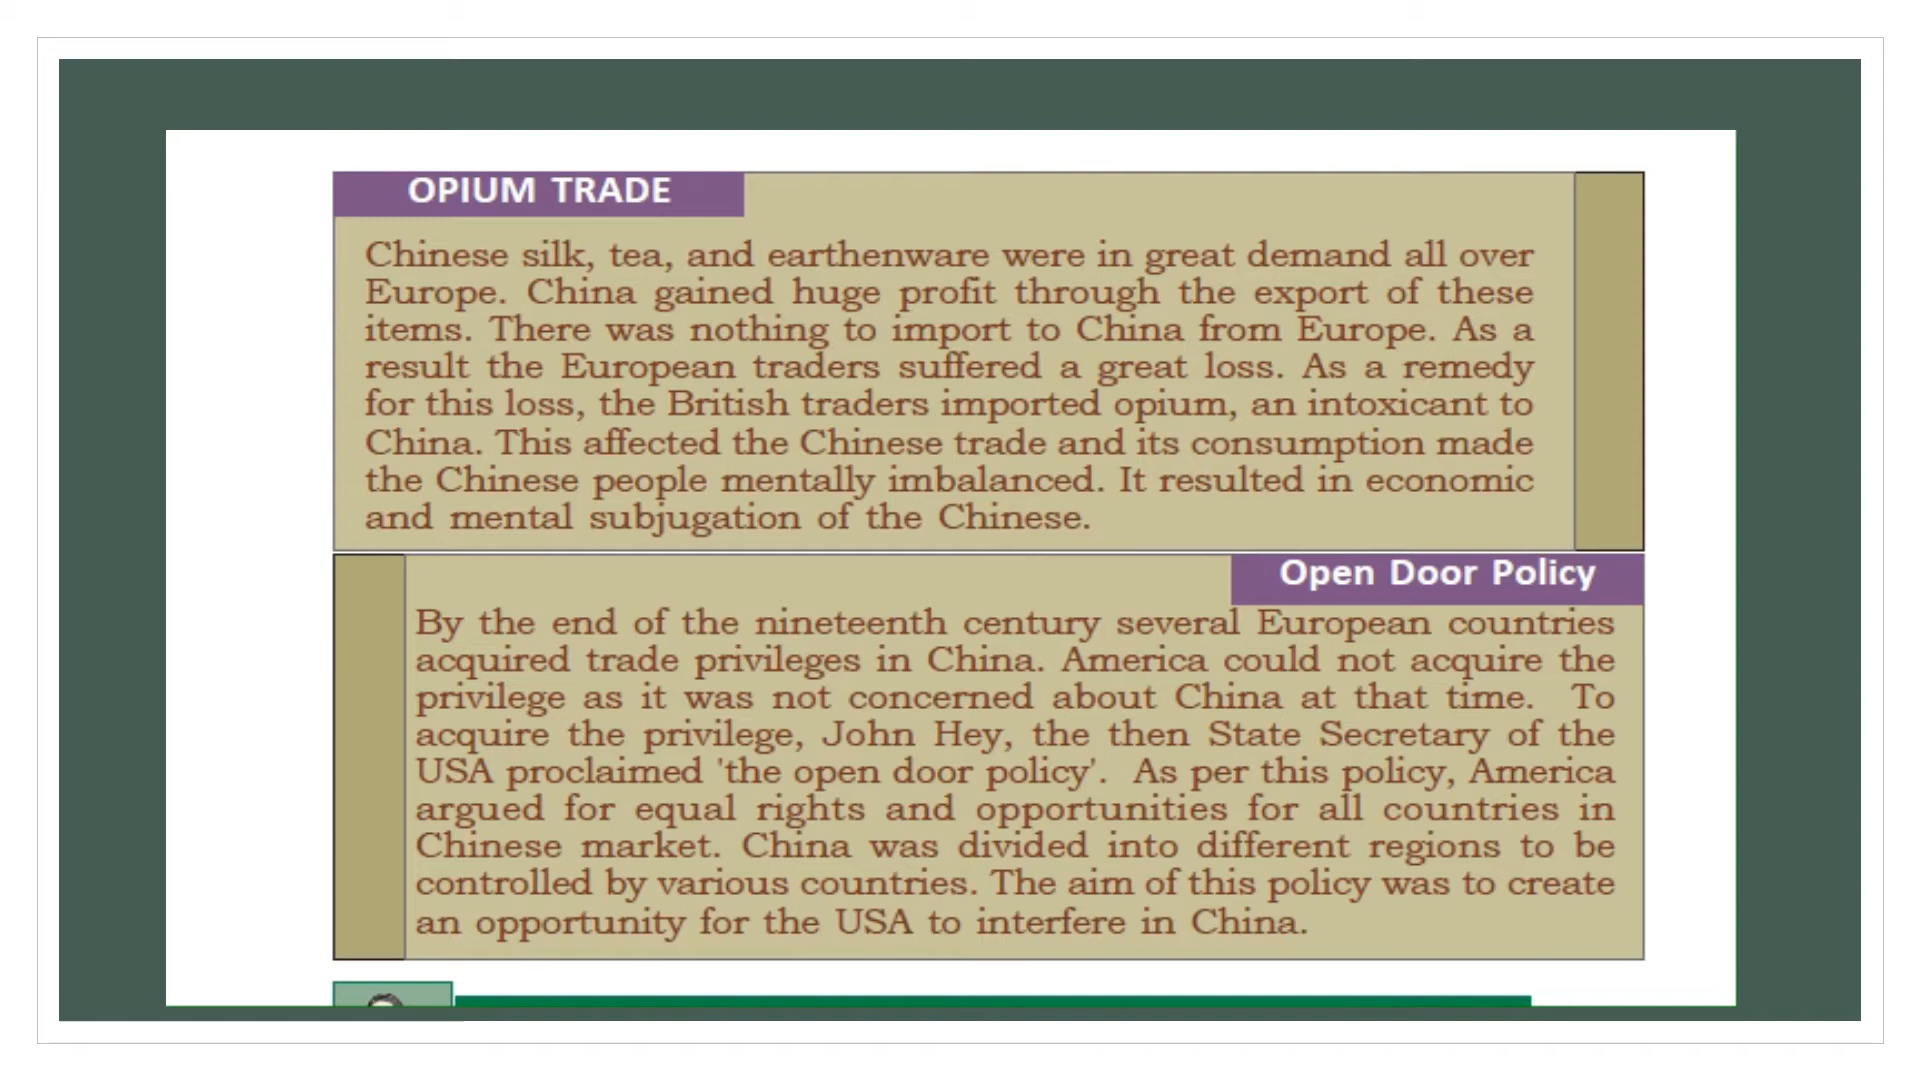 OPIUM TRADE
Chinese silk, tea, and earthenware were in great demand all over
Europe. China gained huge profit through the export of these
items. There was nothing to import to China from Europe. As a
result the European traders suffered a great loss. As a remedy
for this loss, the British traders imported opium, an intoxicant to
China. This affected the Chinese trade and its consumption made
the Chinese people mentally imbalanced. It resulted in economic
and mental subjugation of the Chinese.
Open Door Policy
By the end of the nineteenth century several European countries
acquired trade privileges in China. America could not acquire the
privilege as it was not concerned about China at that time. To
acquire the privilege, John Hey, the then State Secretary of the
USA proclaimed 'the open door policy'. As per this policy, America
argued for equal rights and opportunities for all countries in
Chinese market. China was divided into different regions to be
controlled by various countries. The aim of this policy was to create
an opportunity for the USA to interfere in China.